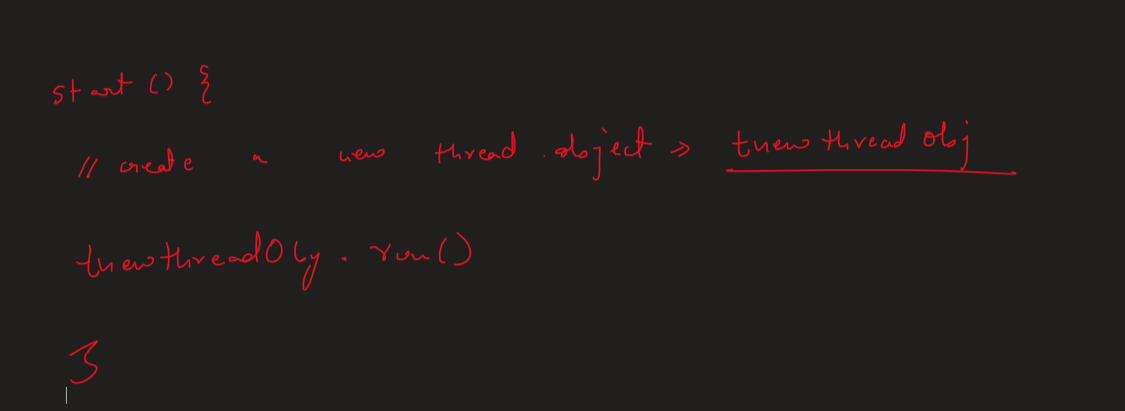 start () {
// create a new thread object => tnewthreadObj
tnewthreadObj . run()
}